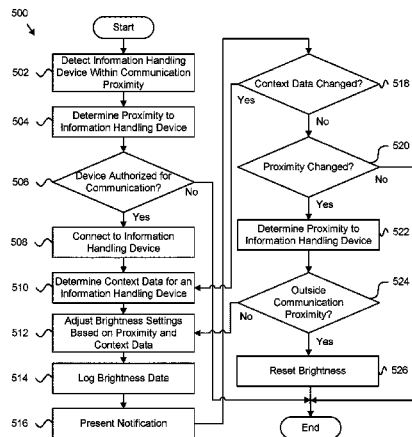 500
Start
Detect Information Handling
Device Within Communication
Proximity
502
Determine Proximity to
Information Handling Device
504
Device Authorized for
Communication?
506
No
Yes
Connect to Information
Handling Device
508
Determine Context Data for an
Information Handling Device
510
Adjust Brightness Settings
Based on Proximity and
Context Data
512
Log Brightness Data
514
Present Notification
516
Context Data Changed?
518
Yes
No
Proximity Changed?
520
No
Yes
Determine Proximity to
Information Handling Device
522
Outside
Communication
Proximity?
524
No
Yes
Reset Brightness
526
End